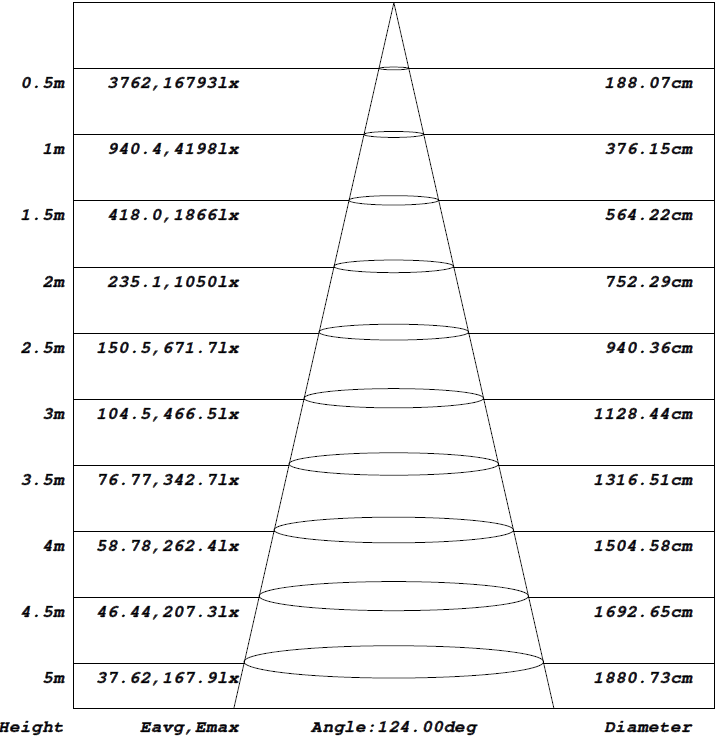 0.5m 3762,16793lx 188.07cm
1m 940.4,4198lx 376.15cm
1.5m 418.0,1866lx 564.22cm
2m 235.1,1050lx 752.29cm
2.5m 150.5,671.7lx 940.36cm
3m 104.5,466.5lx 1128.44cm
3.5m 76.77,342.7lx 1316.51cm
4m 58.78,262.4lx 1504.58cm
4.5m 46.44,207.3lx 1692.65cm
5m 37.62,167.9lx 1880.73cm
Height Eavg,Emax Angle:124.00deg Diameter